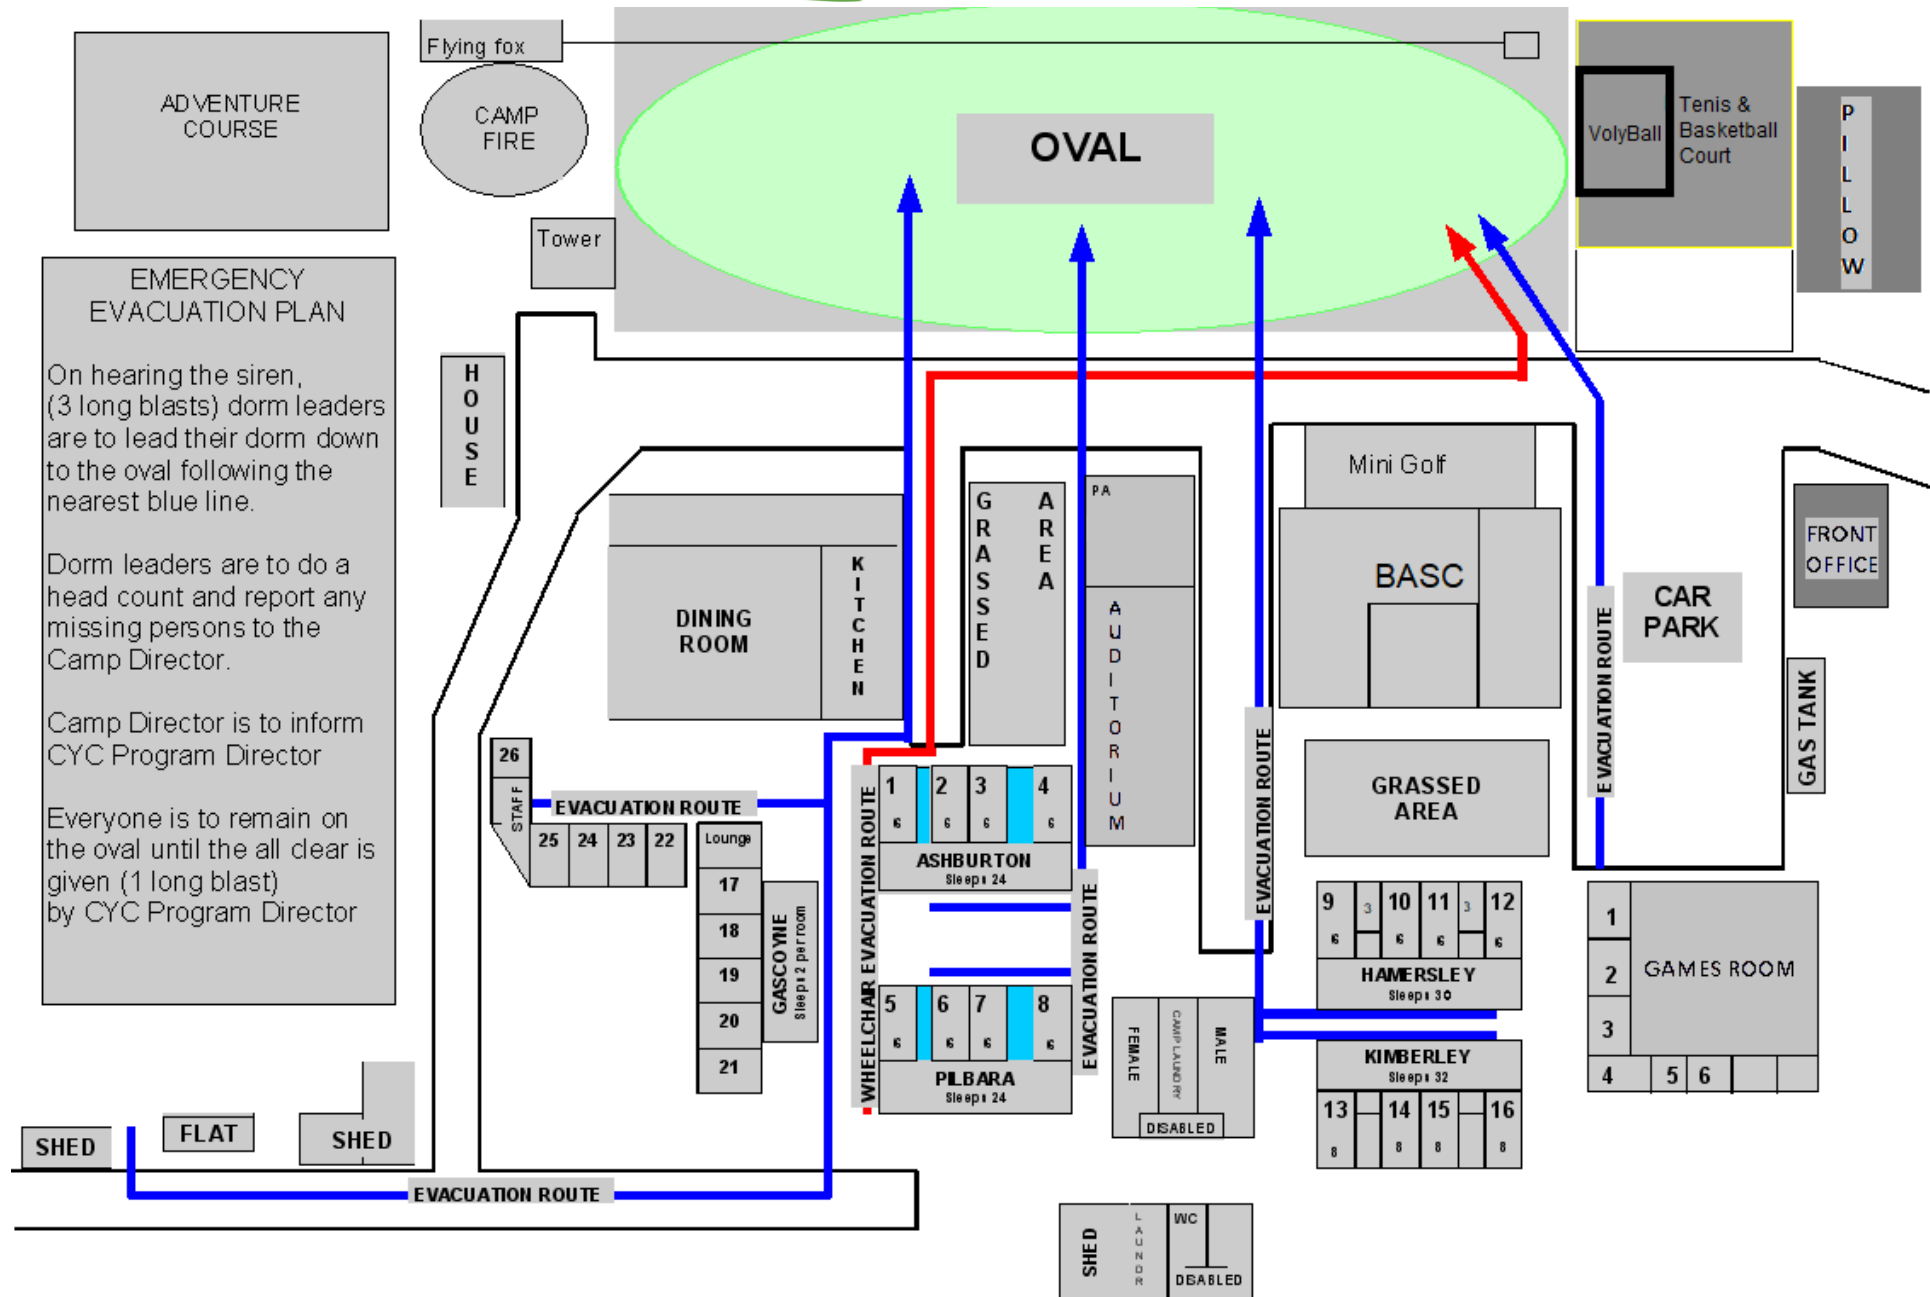 Flying fox
ADVENTURE
COURSE
CAMP
FIRE
OVAL
VolyBall
Tenis &
Basketball
Court
P
I
L
L
O
W
Tower
EMERGENCY
EVACUATION PLAN
On hearing the siren,
(3 long blasts) dorm leaders
are to lead their dorm down
to the oval following the
nearest blue line.
Dorm leaders are to do a
head count and report any
missing persons to the
Camp Director.
Camp Director is to inform
CYC Program Director
Everyone is to remain on
the oval until the all clear is
given (1 long blast)
by CYC Program Director
HOUSE
DINING
ROOM
KITCHEN
GRASSED
AREA
PA
AUDITORIUM
Mini Golf
BASC
FRONT
OFFICE
CAR
PARK
GAS TANK
EVACUATION ROUTE
EVACUATION ROUTE
GRASSED
AREA
26
STAFF
EVACUATION ROUTE
25 24 23 22
Lounge
17
18
19
20
21
GASCOYNE
Sleeps 2 per room
WHEELCHAIR EVACUATION ROUTE
1 2 3 4
6 6 6 6
ASHBURTON
Sleeps 24
EVACUATION ROUTE
5 6 7 8
6 6 6 6
PILBARA
Sleeps 24
FEMALE
CAMP LAUNDRY
MALE
DISABLED
9 3 10 11 3 12
6 6 6 6
HAMERSLEY
Sleeps 30
KIMBERLEY
Sleeps 32
13 14 15 16
8 8 8 8
1
2
3
4 5 6
GAMES ROOM
SHED
FLAT
SHED
EVACUATION ROUTE
SHED
LAUNDR
WC
DISABLED